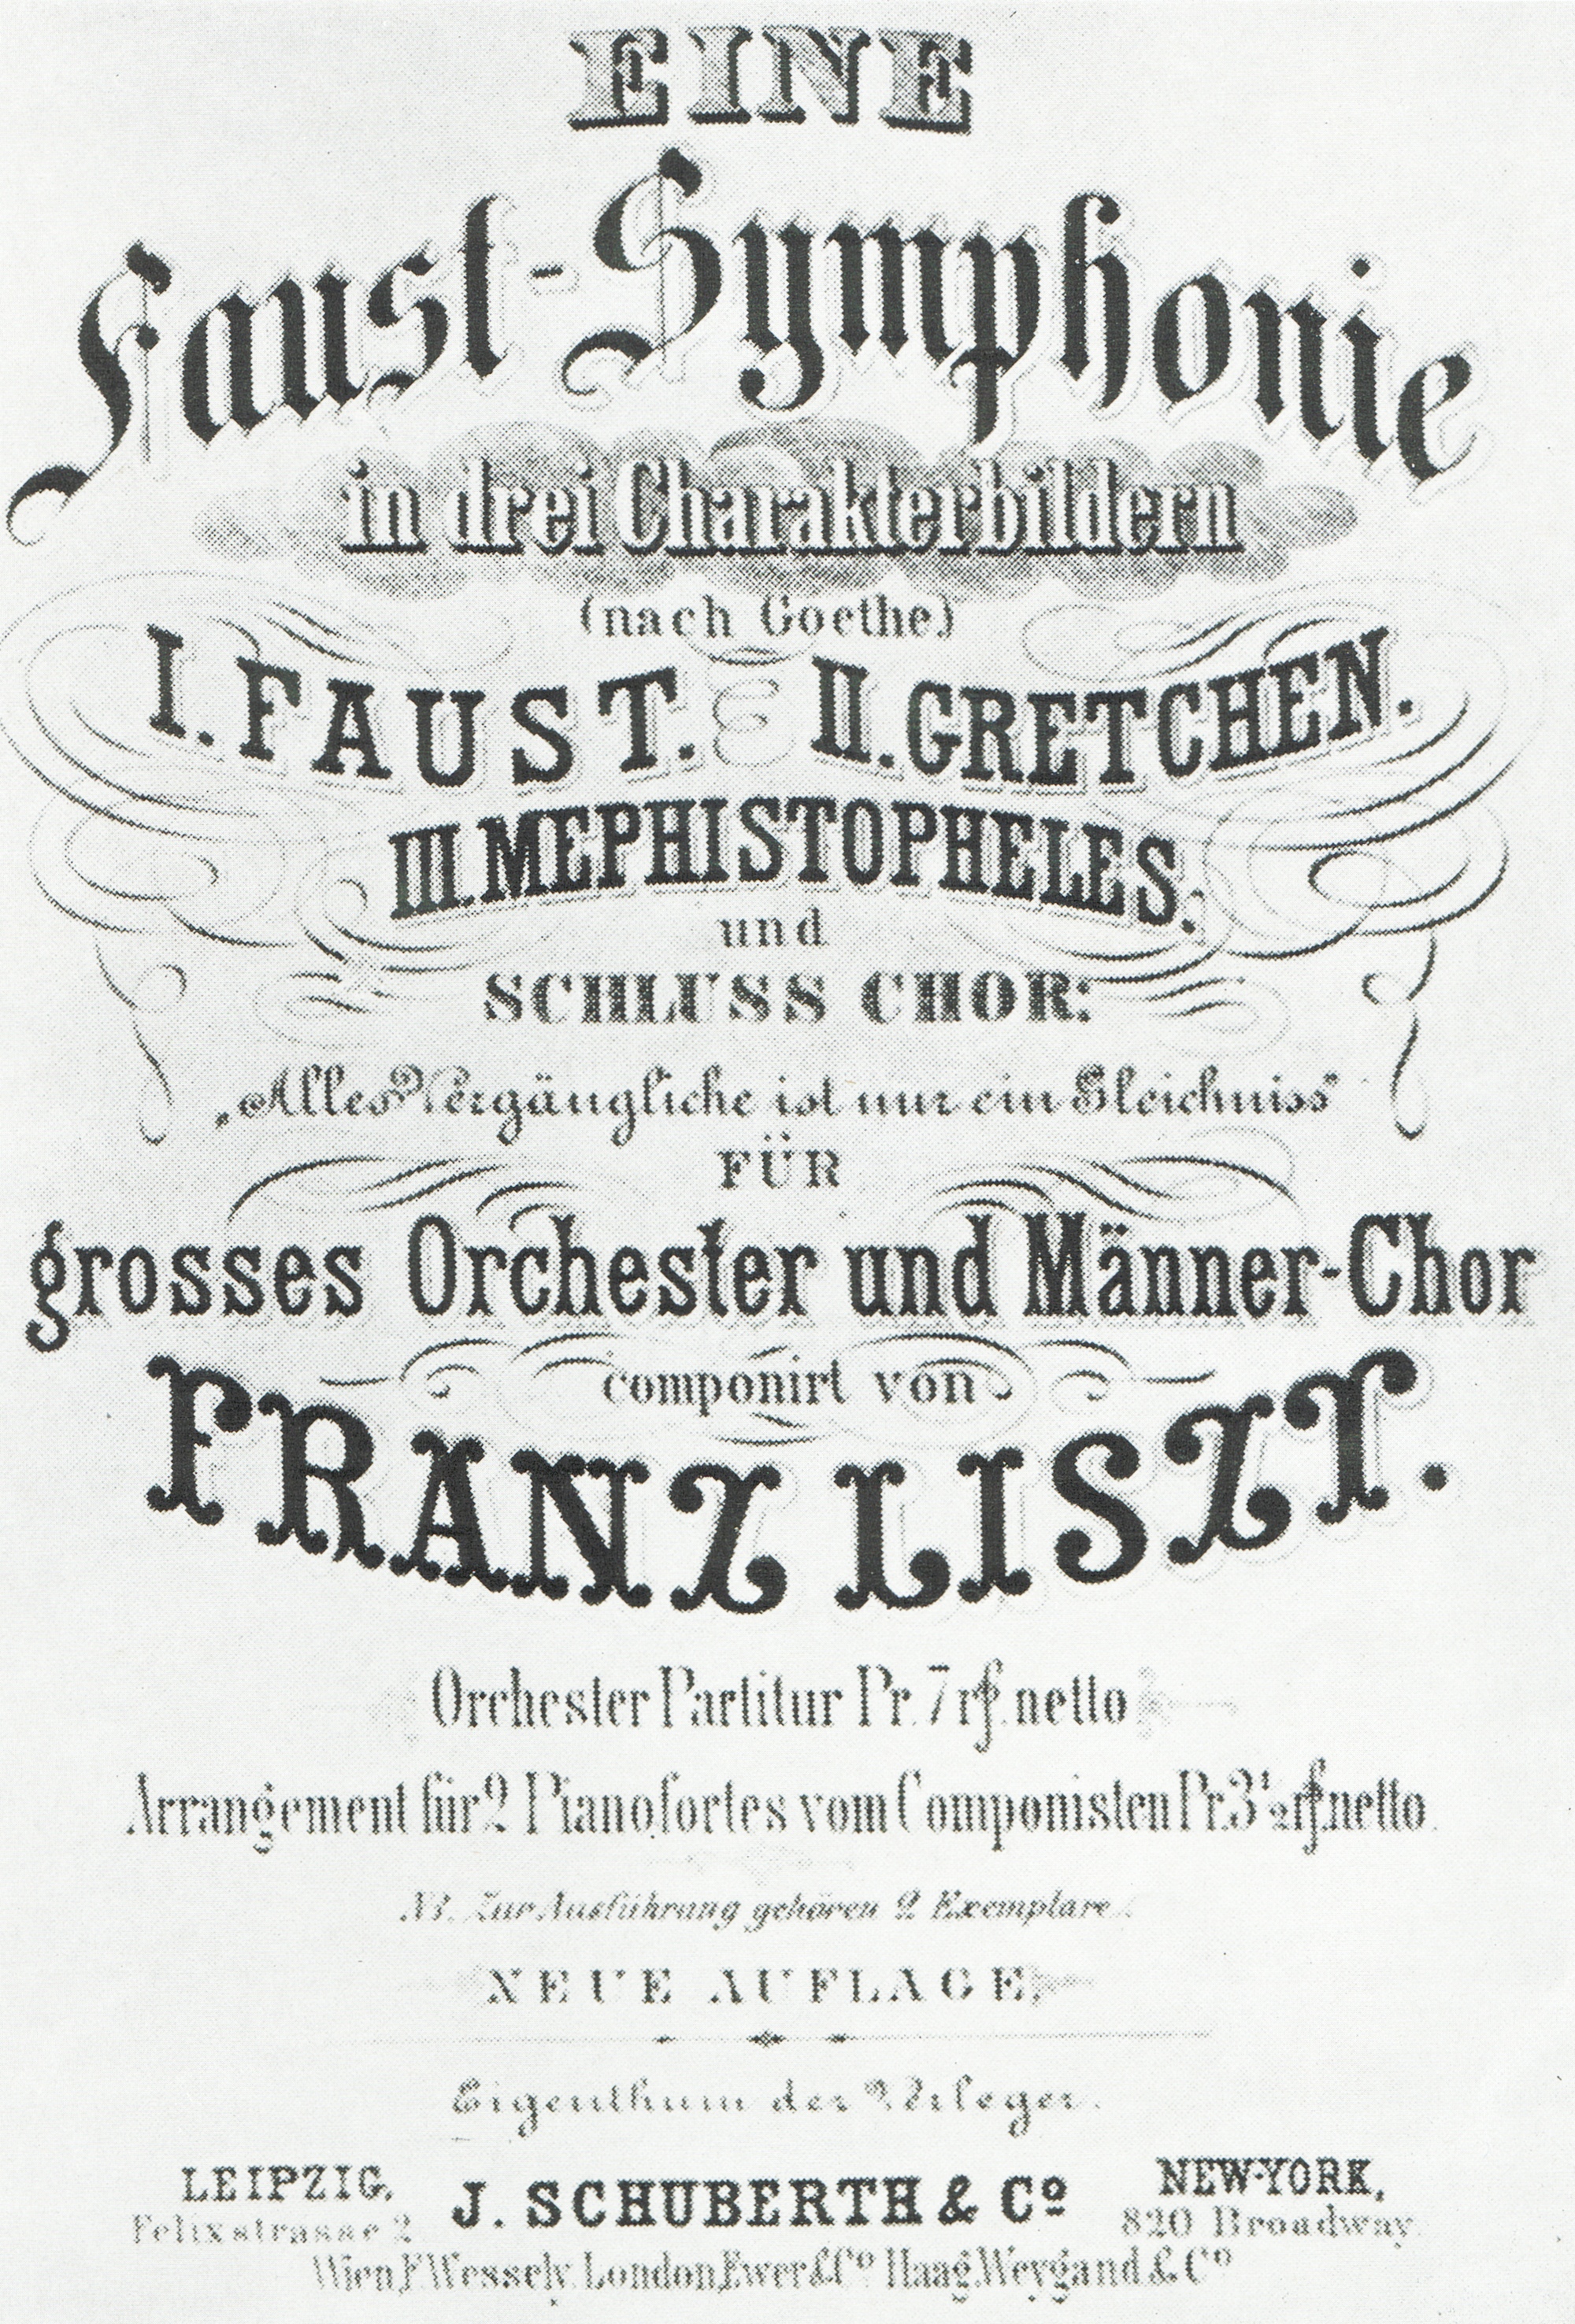 EINE
Faust-Symphonie
in drei Charakterbildern
(nach Goethe)
I. FAUST. & II. GRETCHEN.
III. MEPHISTOPHELES.
und
SCHLUSS CHOR:
„Alles Vergängliche ist nur ein Gleichniss"
FÜR
grosses Orchester und Männer-Chor
componirt von
FRANZ LISZT.
Orchester Partitur Pr. 7 rf. netto
Arrangement für 2 Pianofortes vom Componisten Pr. 3½ rf. netto.
NB. Zur Ausführung gehören 2 Exemplare.
NEUE AUFLAGE.
Eigenthum der Verleger.
LEIPZIG, J. SCHUBERTH & Co NEW-YORK,
Felixstrasse 2 820 Broadway.
Wien, F. Wessely. London, Ewer & Co Haag, Weygand & Co